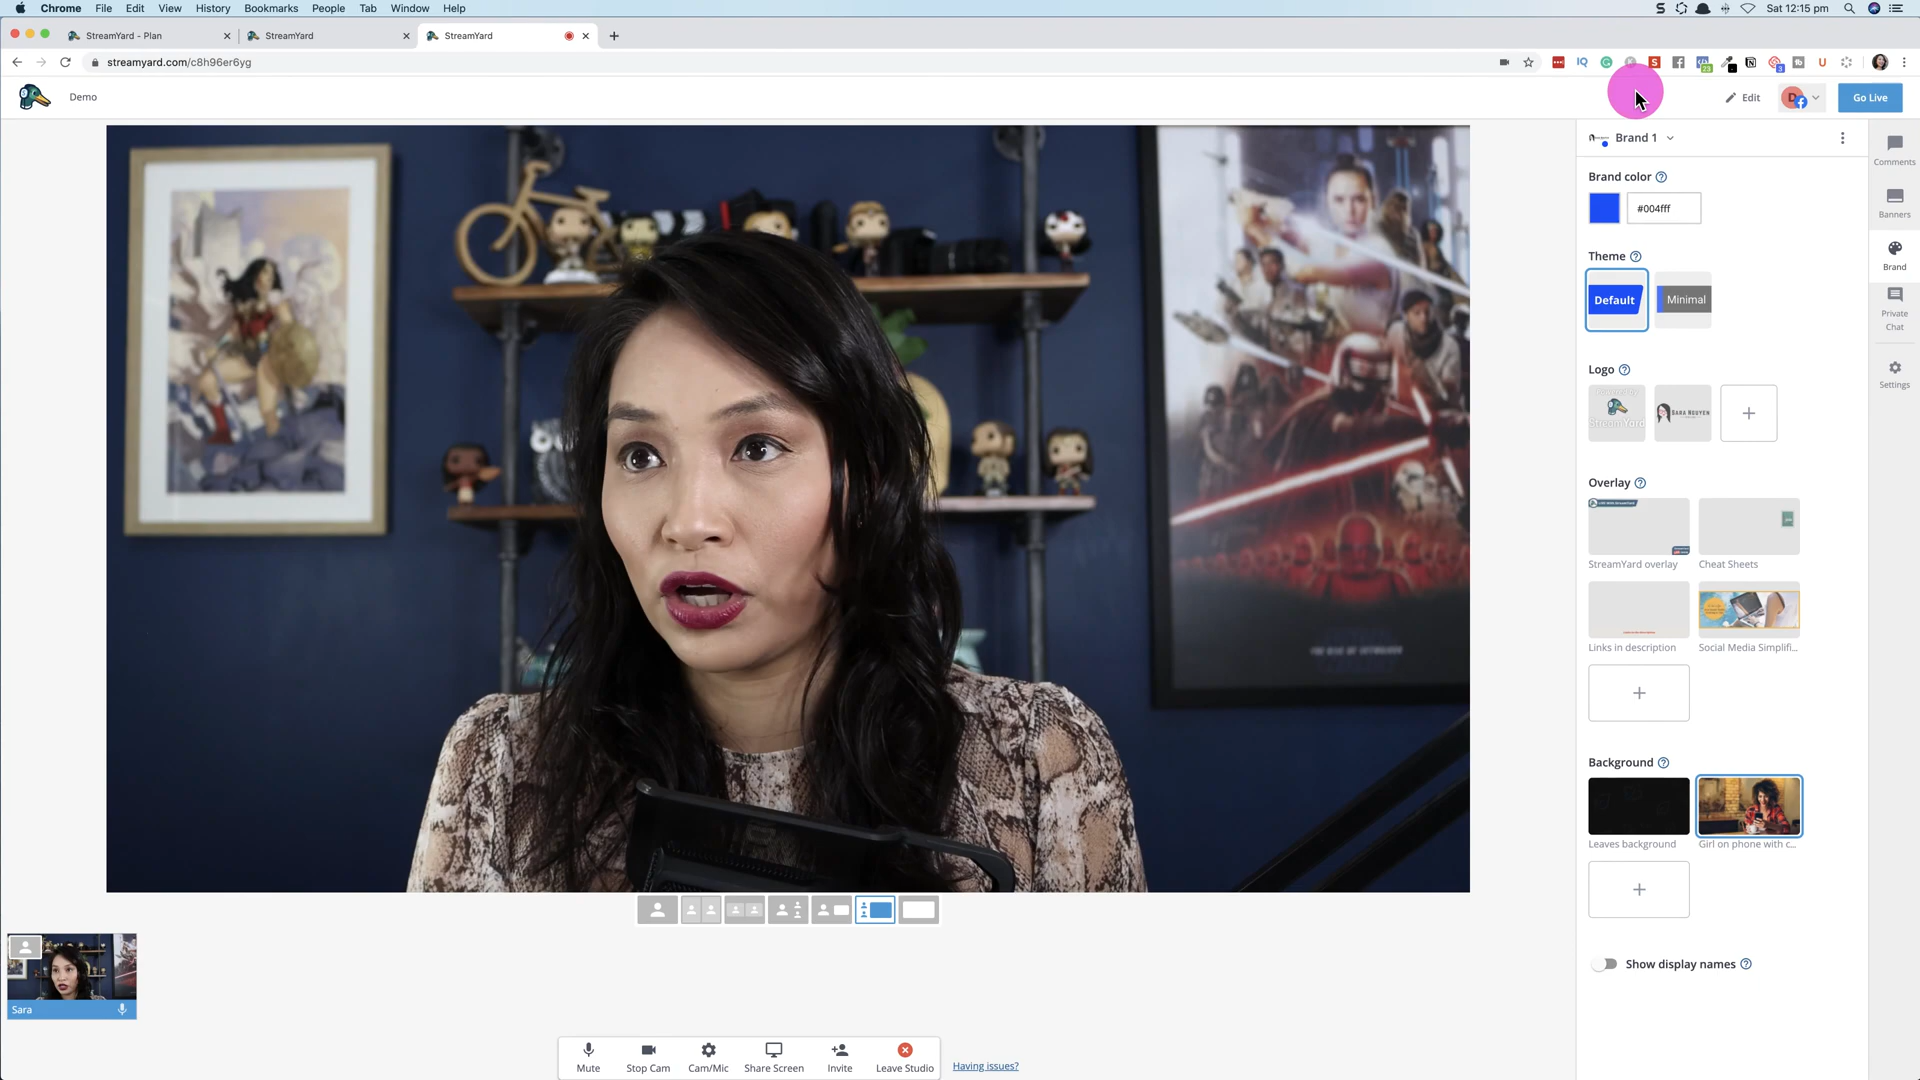 Chrome File Edit View History Bookmarks People Tab Window Help
Sat 12:15 pm
StreamYard - Plan
StreamYard
StreamYard
streamyard.com/c8h96er6yg
Demo
Edit
Go Live
Brand 1
Brand color
#004fff
Theme
Default
Minimal
Logo
StreamYard
SARA NGUYEN
Overlay
StreamYard overlay
Cheat Sheets
Links in description
Social Media Simplifi...
Background
Leaves background
Girl on phone with c...
Show display names
Comments
Banners
Brand
Private
Chat
Settings
Sara
Mute
Stop Cam
Cam/Mic
Share Screen
Invite
Leave Studio
Having issues?